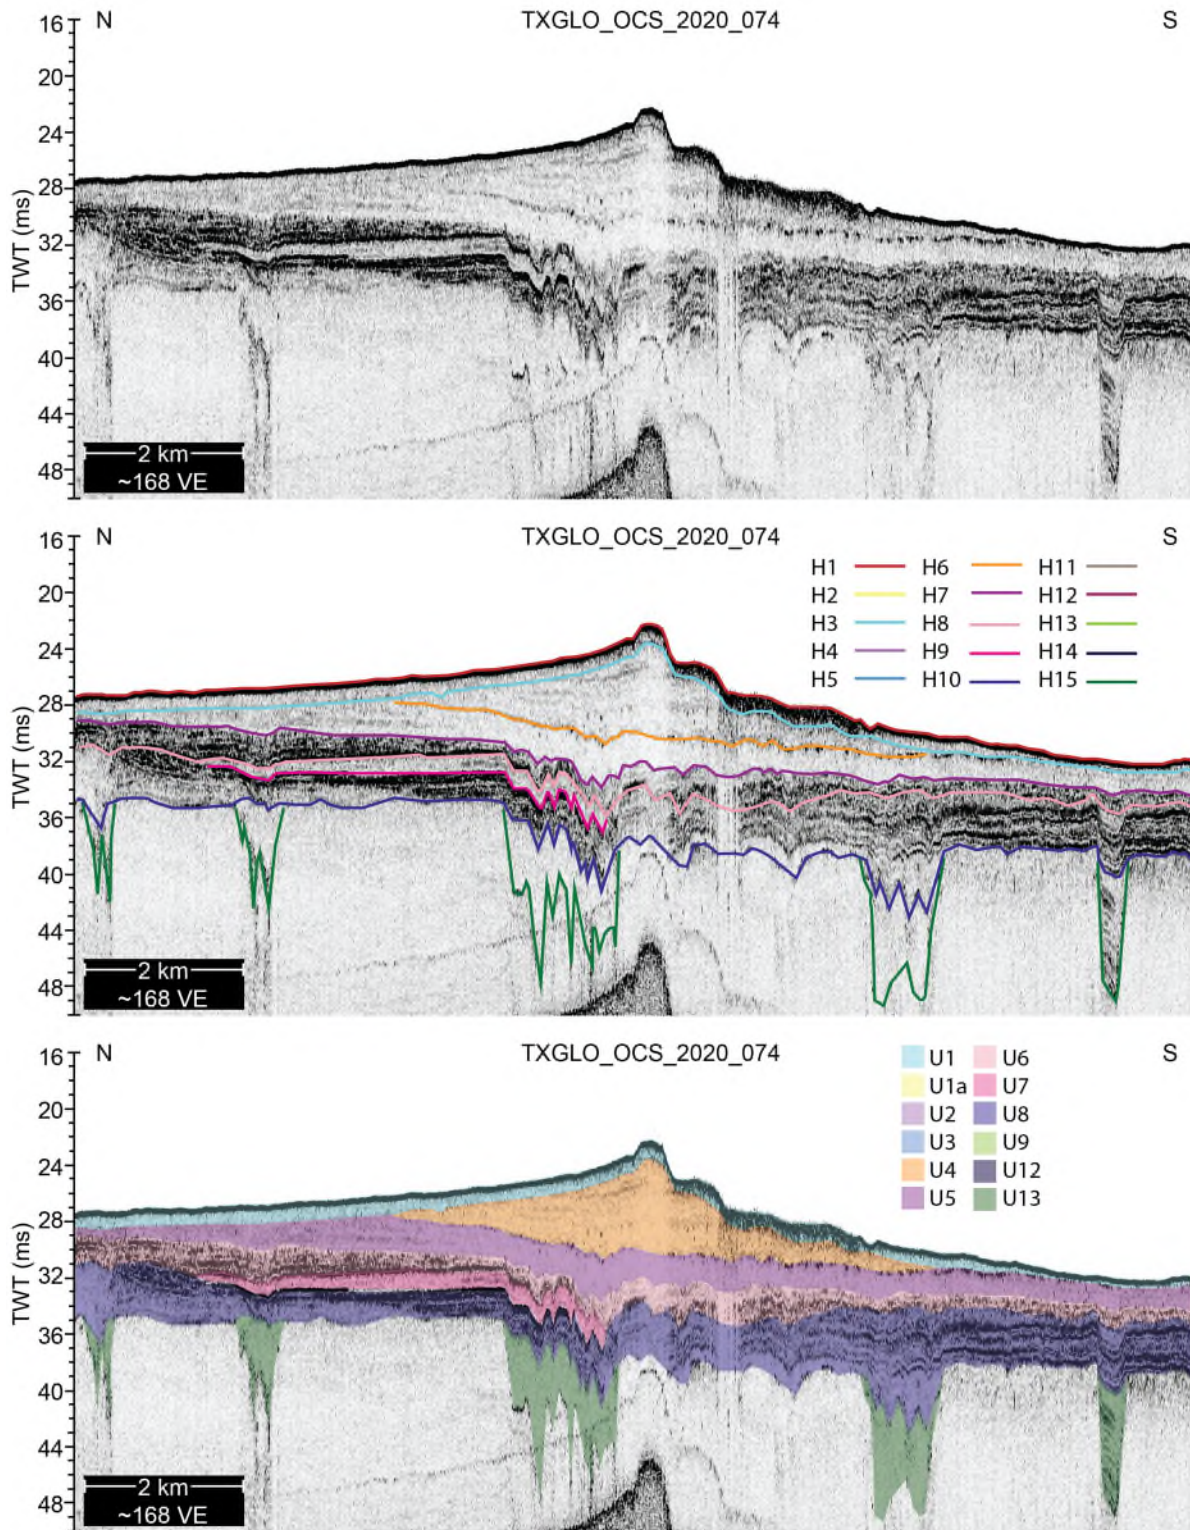 N TXGLO_OCS_2020_074 S
16
20
24
28
32
36
40
44
48
TWT (ms)
2 km
~168 VE
N TXGLO_OCS_2020_074 S
16
20
24
28
32
36
40
44
48
TWT (ms)
H1 H6 H11
H2 H7 H12
H3 H8 H13
H4 H9 H14
H5 H10 H15
2 km
~168 VE
N TXGLO_OCS_2020_074 S
16
20
24
28
32
36
40
44
48
TWT (ms)
U1 U6
U1a U7
U2 U8
U3 U9
U4 U12
U5 U13
2 km
~168 VE